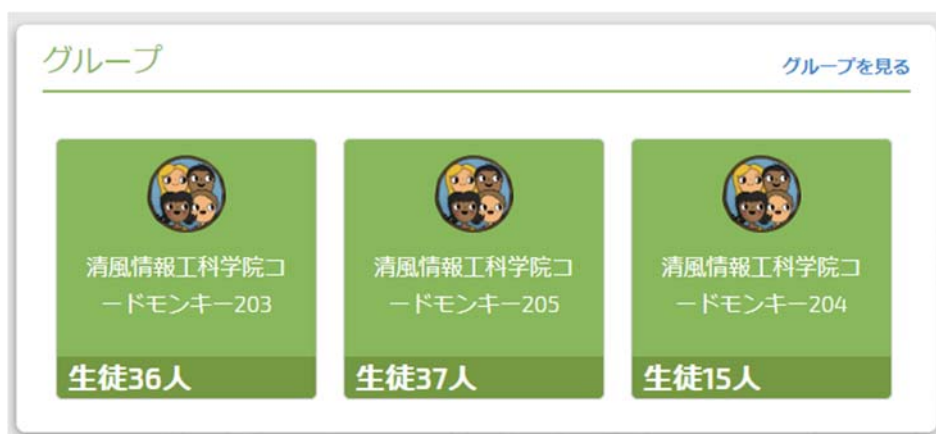 グループ
グループを見る
清風情報工科学院コ
ードモンキー203
生徒36人
清風情報工科学院コ
ードモンキー205
生徒37人
清風情報工科学院コ
ードモンキー204
生徒15人